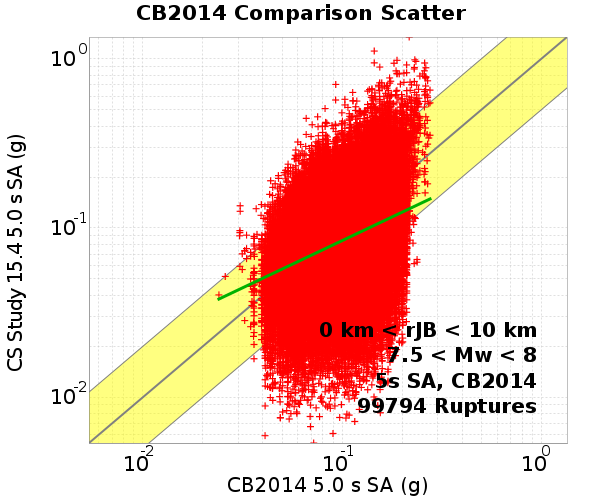 CB2014 Comparison Scatter
10^0
10^-1
10^-2
CS Study 15.4 5.0 s SA (g)
0 km < rJB < 10 km
7.5 < Mw < 8
5s SA, CB2014
99794 Ruptures
10^-2 10^-1 10^0
CB2014 5.0 s SA (g)